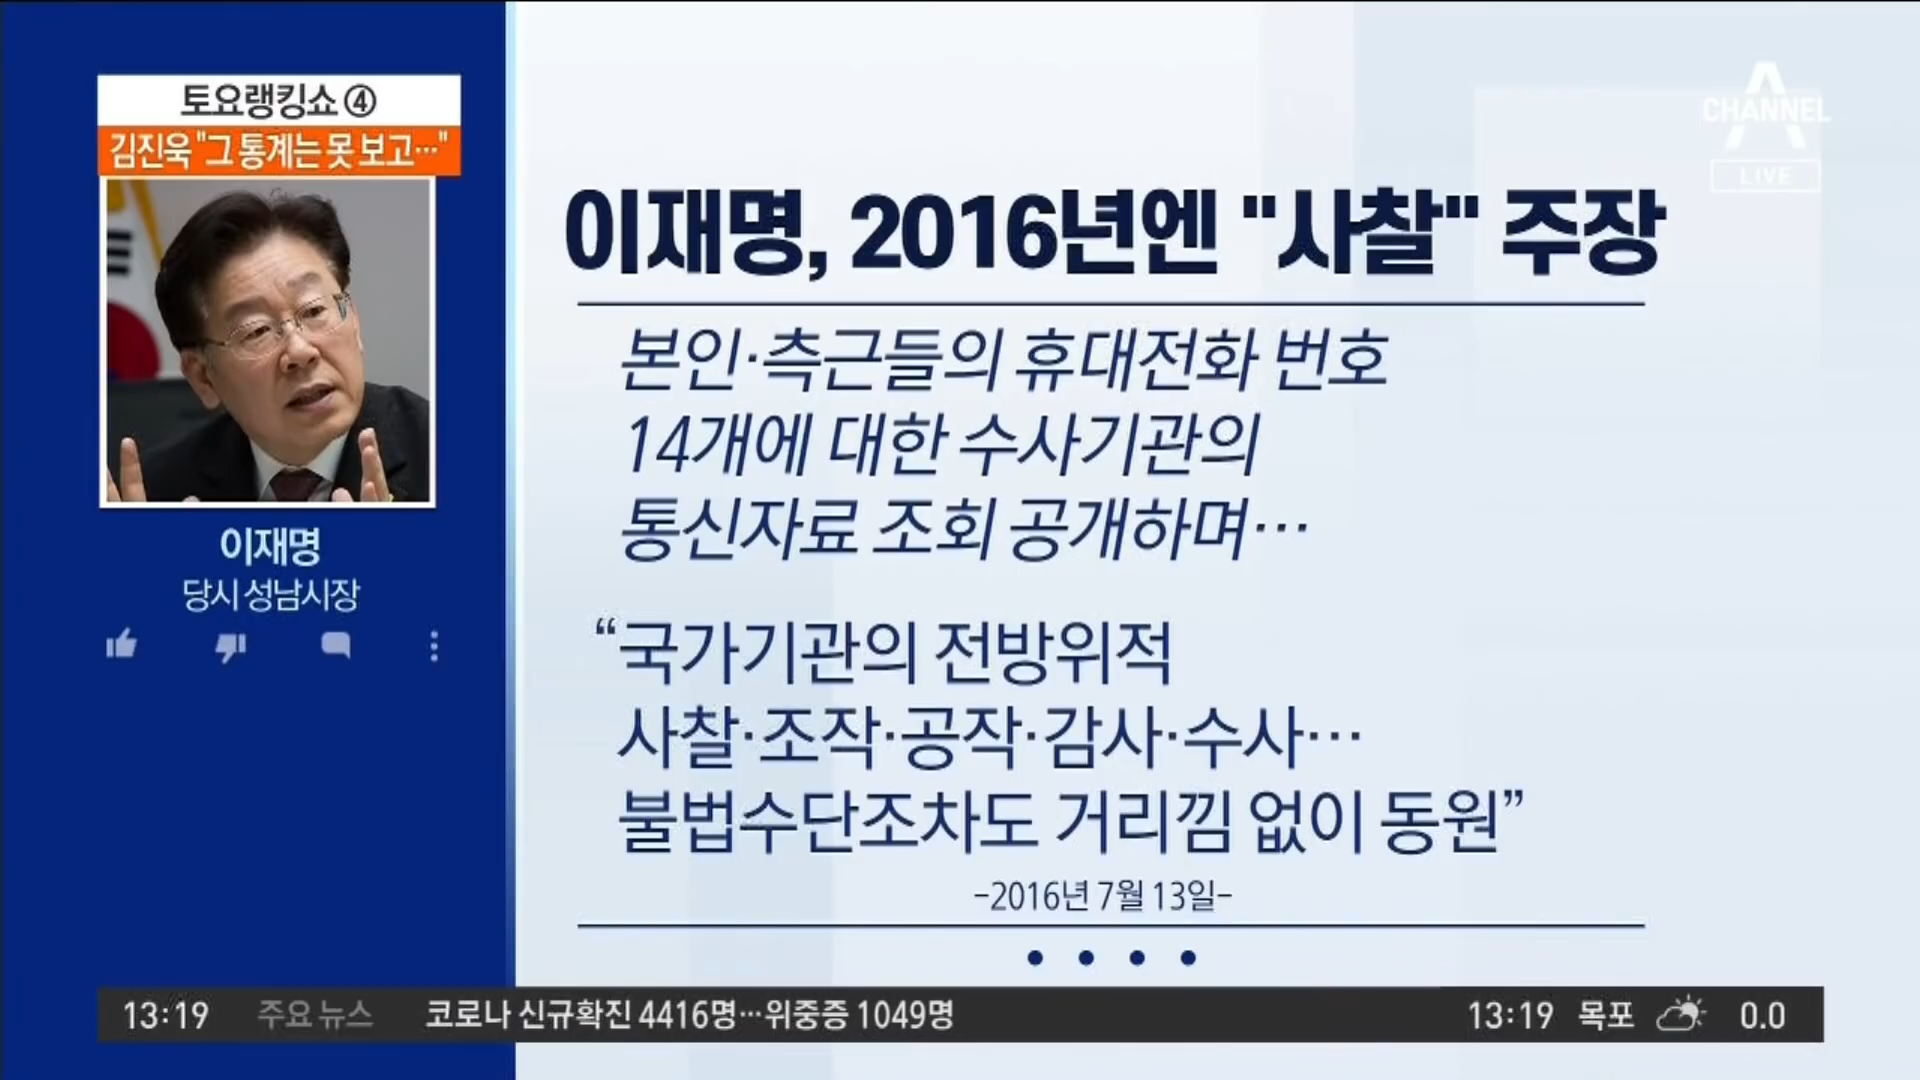 토요랭킹쇼 ④
김진욱 "그 통계는 못 보고…"
이재명
당시 성남시장
CHANNEL A
LIVE
이재명, 2016년엔 "사찰" 주장
본인·측근들의 휴대전화 번호
14개에 대한 수사기관의
통신자료 조회 공개하며…
“국가기관의 전방위적
사찰·조작·공작·감사·수사…
불법수단조차도 거리낌 없이 동원”
-2016년 7월 13일-
13:19 주요 뉴스 코로나 신규확진 4416명…위중증 1049명 13:19 목포 0.0